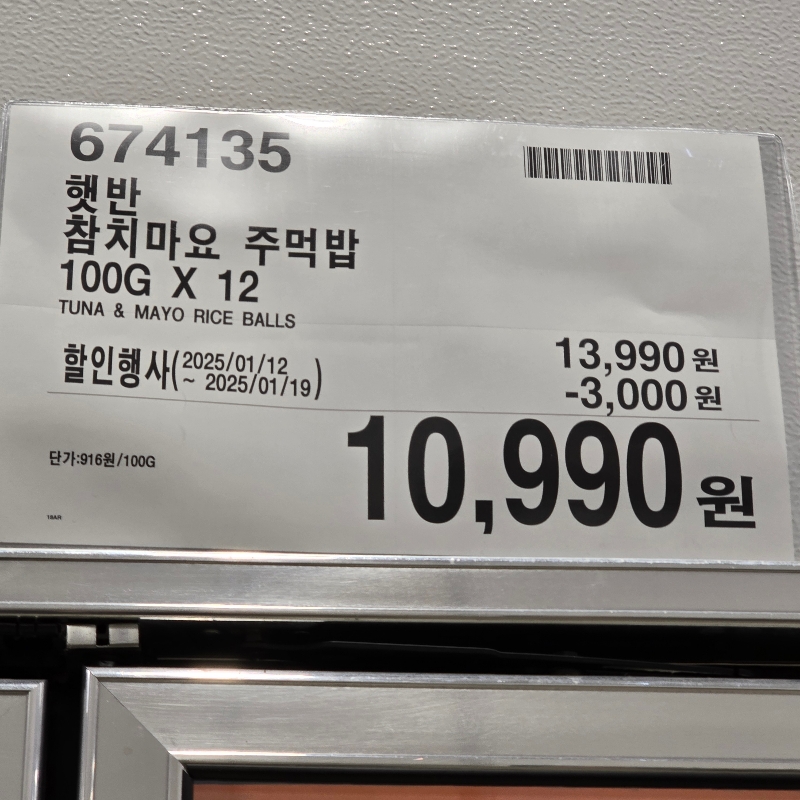 674135
햇반
참치마요 주먹밥
100G X 12
TUNA & MAYO RICE BALLS
할인행사(2025/01/12 ~ 2025/01/19)
13,990 원
-3,000 원
10,990 원
단가:916원/100G
18AR